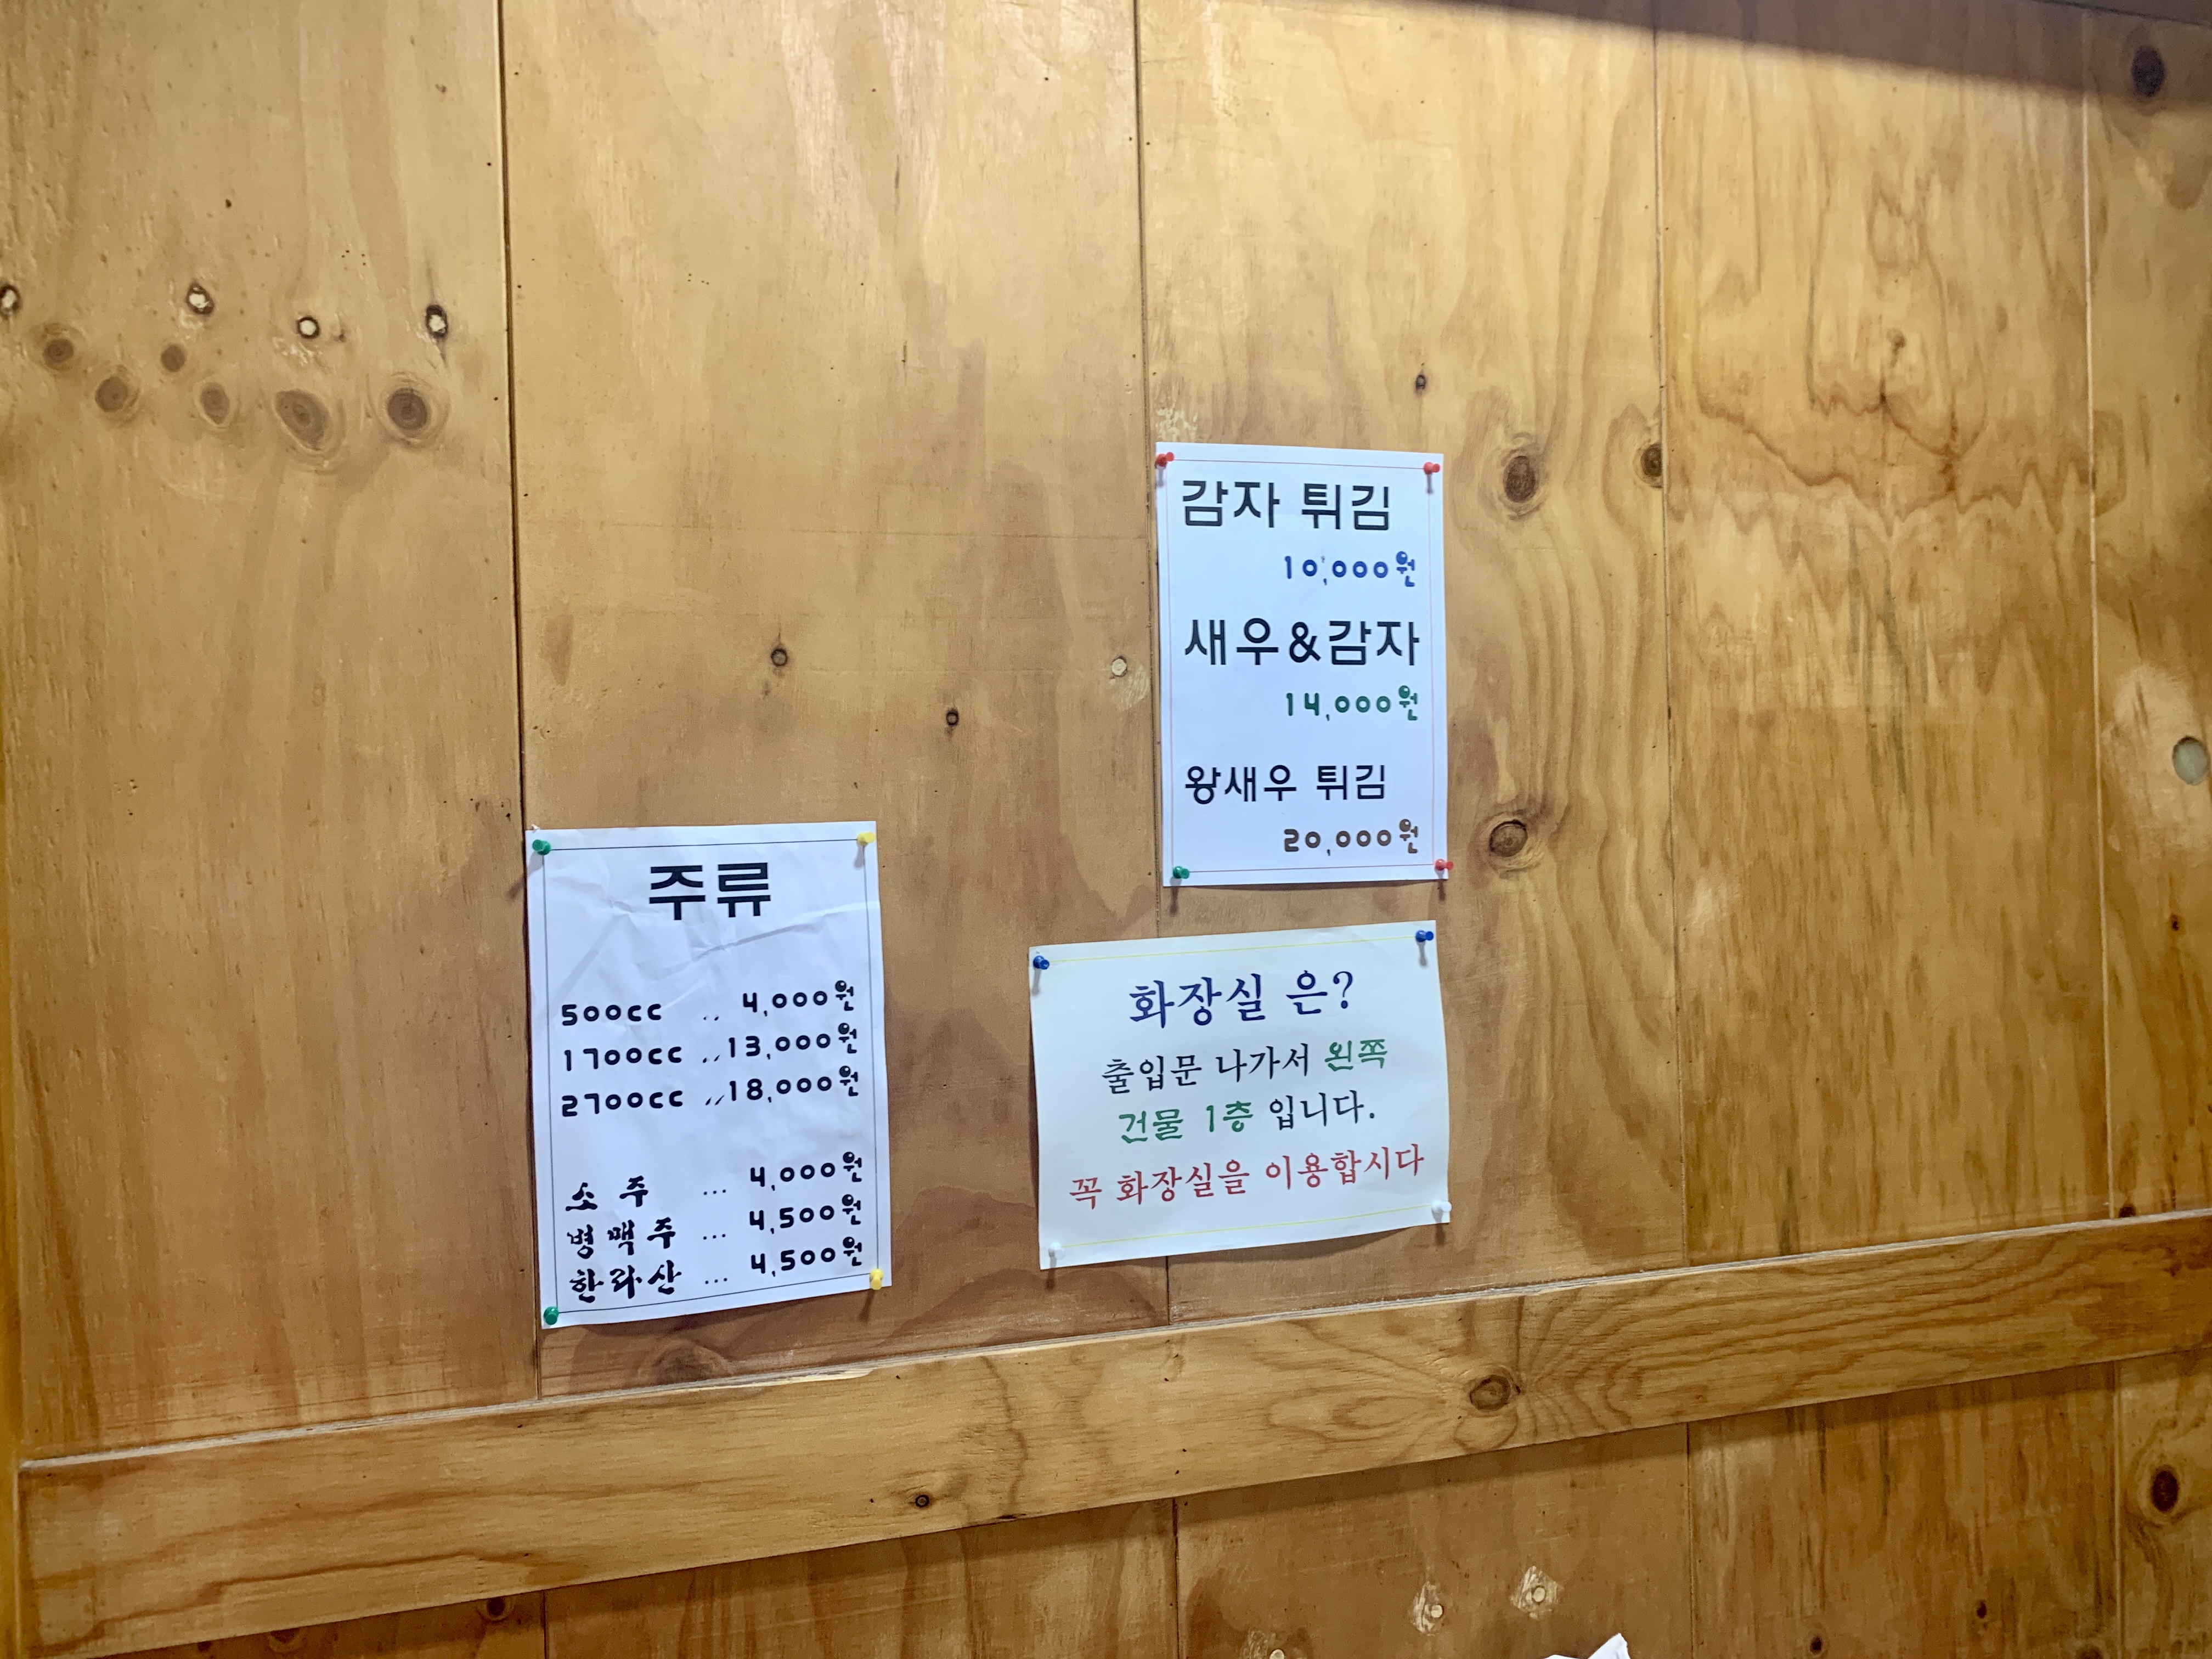 감자 튀김
10,000원
새우&감자
14,000원
왕새우 튀김
20,000원
주류
500cc .. 4,000원
1700cc ..13,000원
2700cc ..18,000원
소 주 ... 4,000원
병맥주 ... 4,500원
한라산 ... 4,500원
화장실 은?
출입문 나가서 왼쪽
건물 1층 입니다.
꼭 화장실을 이용합시다